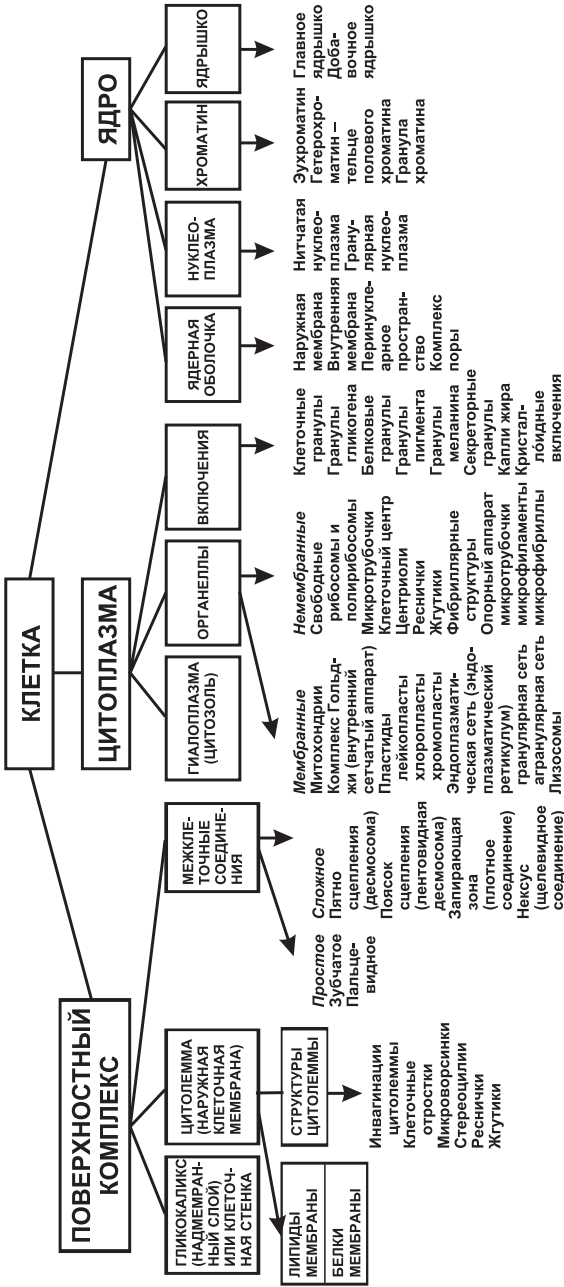 КЛЕТКА
ПОВЕРХНОСТНЫЙ
КОМПЛЕКС
ЦИТОПЛАЗМА
ЯДРО
ГЛИКОКАЛИКС
(НАДМЕМРАН-
НЫЙ СЛОЙ)
ИЛИ КЛЕТОЧ-
НАЯ СТЕНКА
ЦИТОЛЕММА
(НАРУЖНАЯ
КЛЕТОЧНАЯ
МЕМБРАНА)
МЕЖКЛЕ-
ТОЧНЫЕ
СОЕДИНЕ-
НИЯ
ГИАЛОПЛАЗМА
(ЦИТОЗОЛЬ)
ОРГАНЕЛЛЫ
ВКЛЮЧЕНИЯ
ЯДЕРНАЯ
ОБОЛОЧКА
НУКЛЕО-
ПЛАЗМА
ХРОМАТИН
ЯДРЫШКО
ЛИПИДЫ
МЕМБРАНЫ
БЕЛКИ
МЕМБРАНЫ
СТРУКТУРЫ
ЦИТОЛЕММЫ
Инвагинации
цитолеммы
Клеточные
отростки
Микроворсинки
Стереоцилии
Реснички
Жгутики
Простое
Зубчатое
Пальце-
видное
Сложное
Пятно
сцепления
(десмосома)
Поясок
сцепления
(лентовидная
десмосома)
Запирающая
зона
(плотное
соединение)
Нексус
(щелевидное
соединение)
Мембранные
Митохондрии
Комплекс Гольд-
жи (внутренний
сетчатый аппарат)
Пластиды
лейкопласты
хлоропласты
хромопласты
Эндоплазмати-
ческая сеть (эндо-
плазматический
ретикулум)
гранулярная сеть
агранулярная сеть
Лизосомы
Немембранные
Свободные
рибосомы и
полирибосомы
Микротрубочки
Клеточный центр
Центриоли
Реснички
Жгутики
Фибриллярные
структуры
Опорный аппарат
микротрубочки
микрофиламенты
микрофибриллы
Клеточные
гранулы
Гранулы
гликогена
Белковые
гранулы
Гранулы
пигмента
Гранулы
меланина
Секреторные
гранулы
Капли жира
Кристал-
лóидные
включения
Наружная
мембрана
Внутренняя
мембрана
Перинукле-
арное
простран-
ство
Комплекс
поры
Нитчатая
нуклео-
плазма
Грану-
лярная
нуклео-
плазма
Эухроматин
Гетерохро-
матин –
тельце
полового
хроматина
Гранула
хроматина
Главное
ядрышко
Доба-
вочное
ядрышко